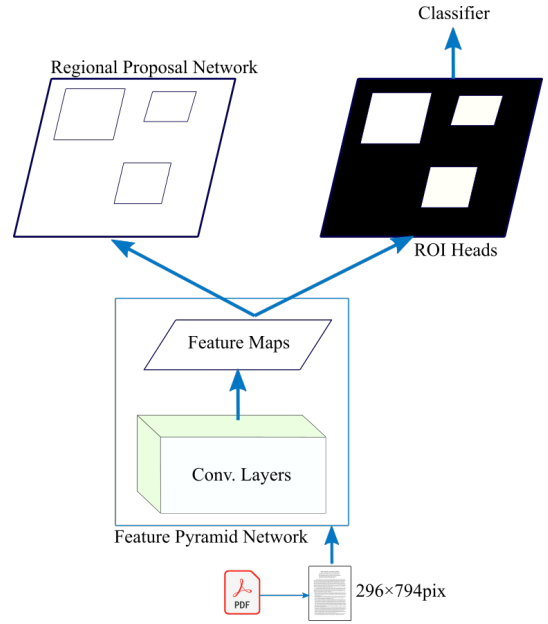 Classifier
Regional Proposal Network
ROI Heads
Feature Maps
Conv. Layers
Feature Pyramid Network
PDF
296×794pix